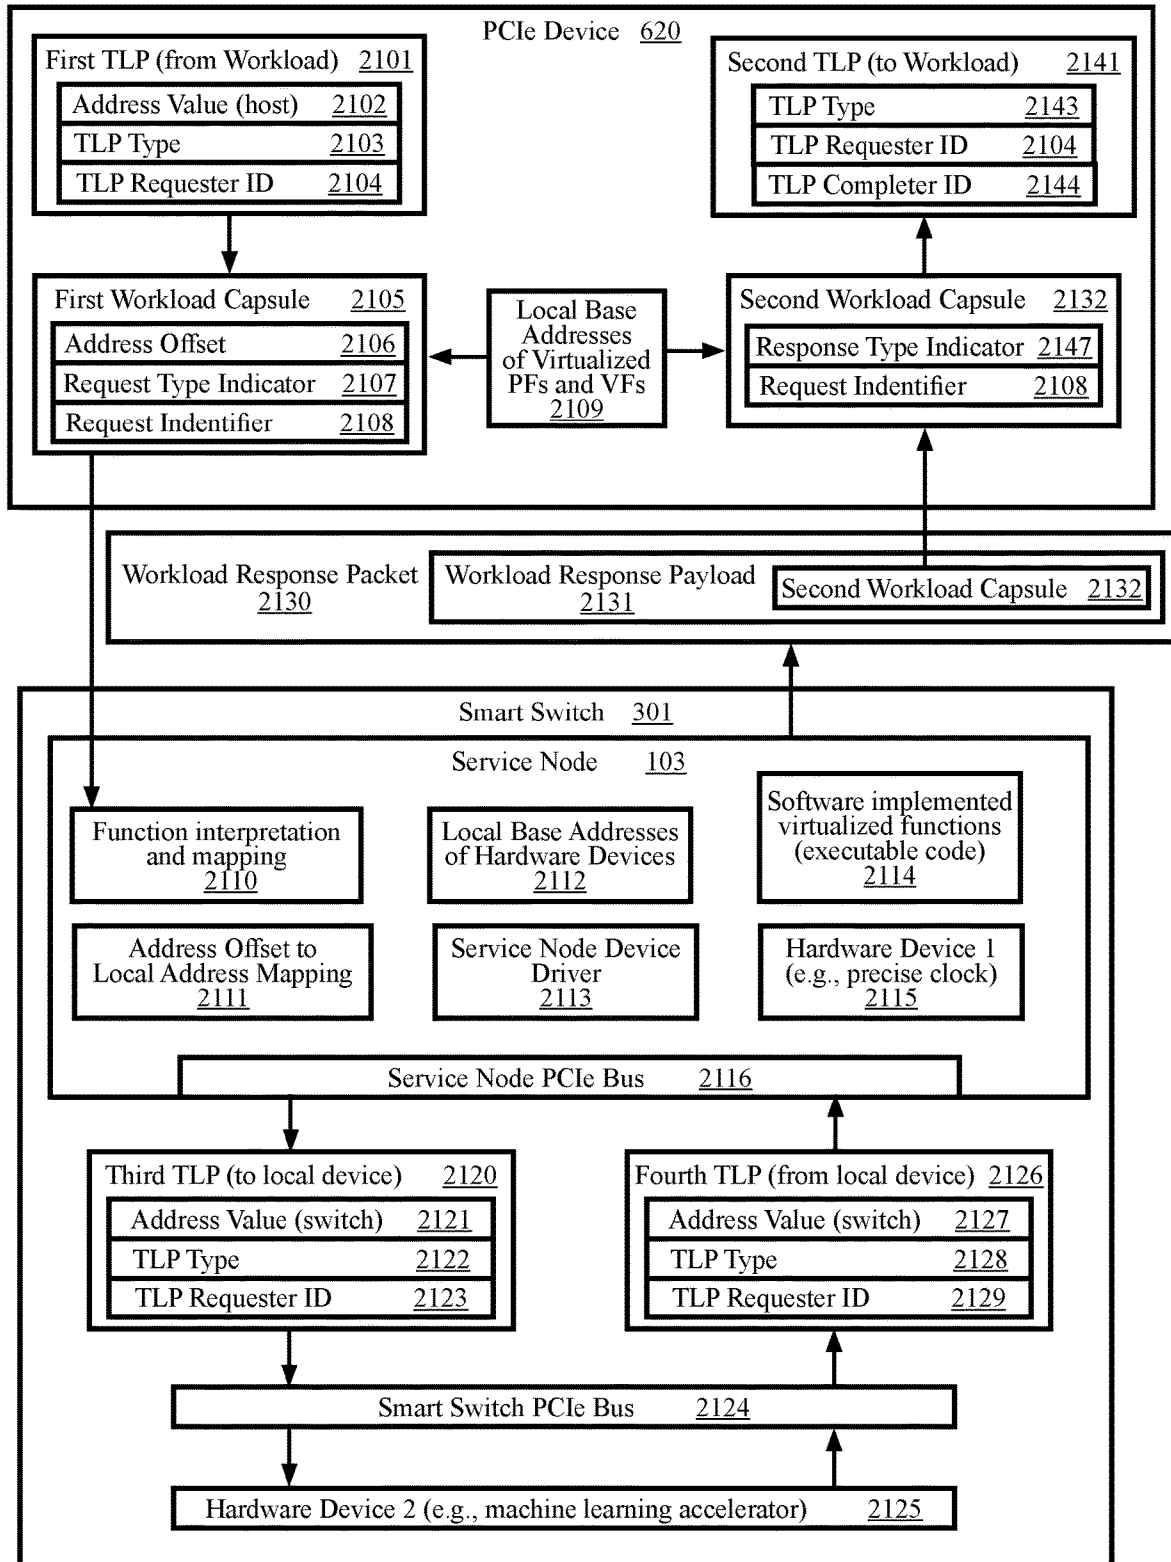 PCIe Device 620
First TLP (from Workload) 2101
Address Value (host) 2102
TLP Type 2103
TLP Requester ID 2104
Second TLP (to Workload) 2141
TLP Type 2143
TLP Requester ID 2104
TLP Completer ID 2144
First Workload Capsule 2105
Address Offset 2106
Request Type Indicator 2107
Request Indentifier 2108
Local Base
Addresses
of Virtualized
PFs and VFs
2109
Second Workload Capsule 2132
Response Type Indicator 2147
Request Indentifier 2108
Workload Response Packet
2130
Workload Response Payload
2131
Second Workload Capsule 2132
Smart Switch 301
Service Node 103
Function interpretation
and mapping
2110
Local Base Addresses
of Hardware Devices
2112
Software implemented
virtualized functions
(executable code)
2114
Address Offset to
Local Address Mapping
2111
Service Node Device
Driver
2113
Hardware Device 1
(e.g., precise clock)
2115
Service Node PCIe Bus 2116
Third TLP (to local device) 2120
Address Value (switch) 2121
TLP Type 2122
TLP Requester ID 2123
Fourth TLP (from local device) 2126
Address Value (switch) 2127
TLP Type 2128
TLP Requester ID 2129
Smart Switch PCIe Bus 2124
Hardware Device 2 (e.g., machine learning accelerator) 2125